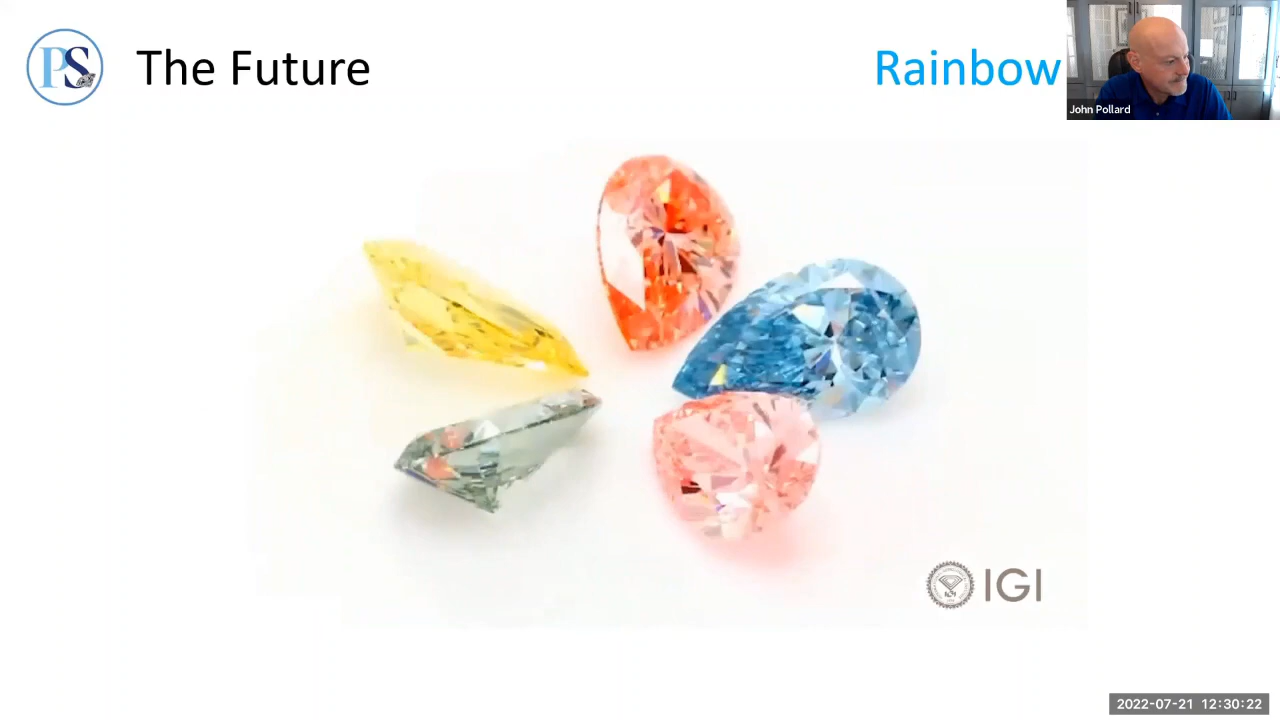 PS
The Future
Rainbow
John Pollard
IGI
2022-07-21 12:30:22